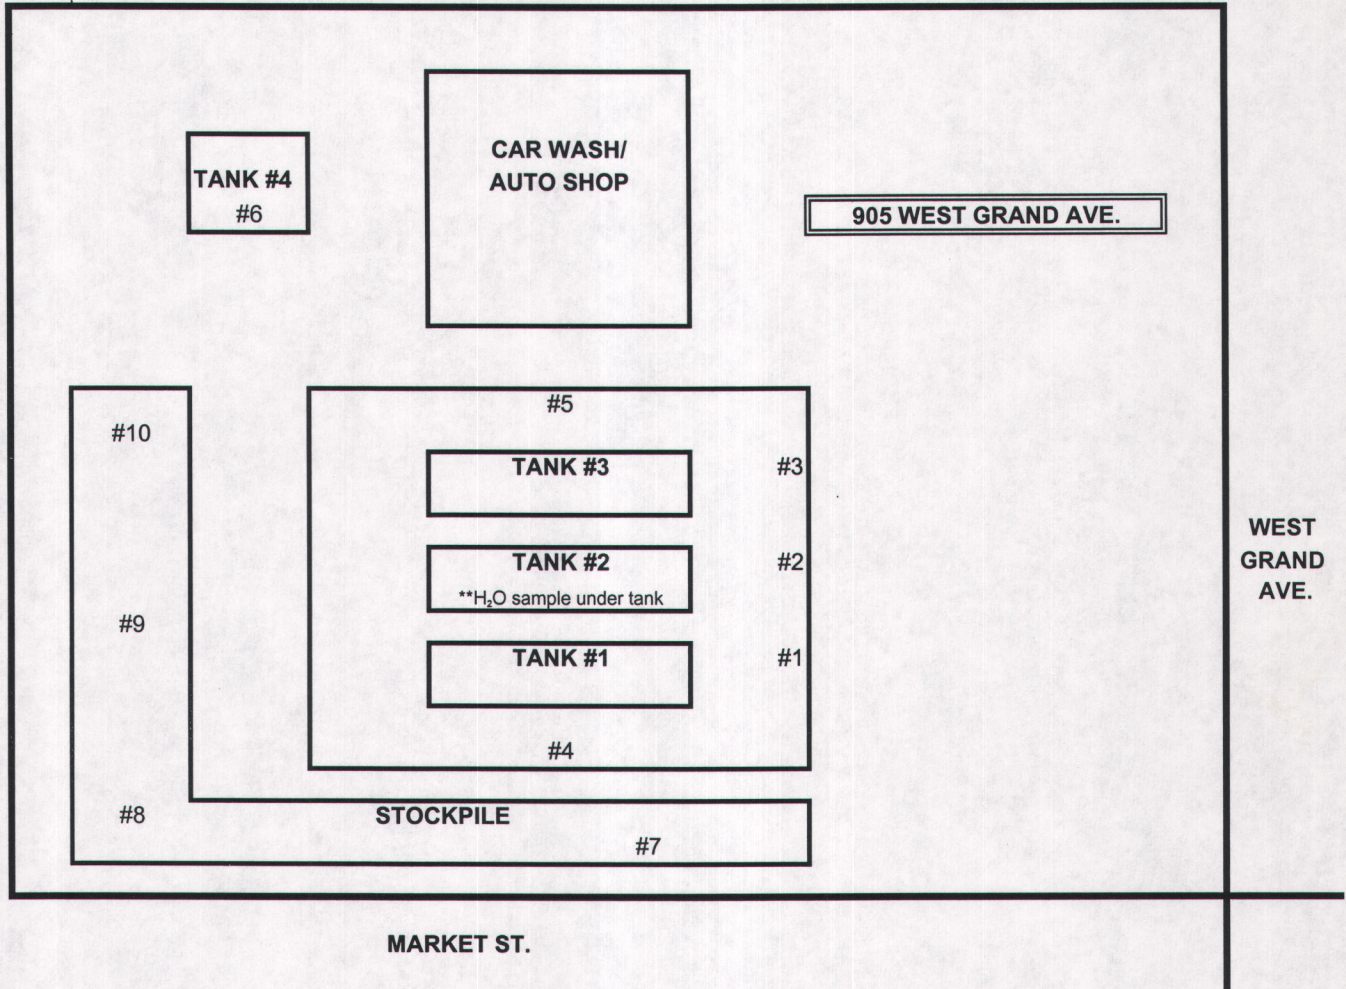 CAR WASH/
AUTO SHOP
TANK #4
#6
905 WEST GRAND AVE.
#5
#10
TANK #3
#3
TANK #2
#2
**H₂O sample under tank
WEST
GRAND
AVE.
#9
TANK #1
#1
#4
#8
STOCKPILE
#7
MARKET ST.